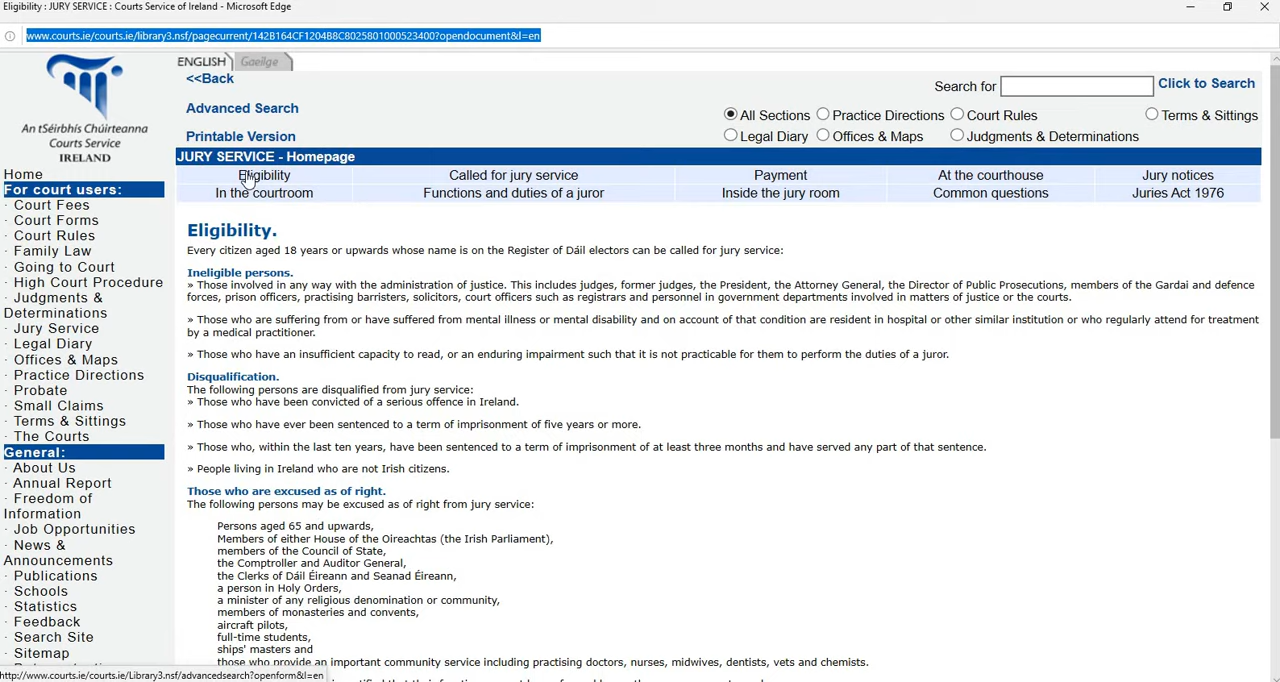 Eligibility : JURY SERVICE : Courts Service of Ireland - Microsoft Edge
www.courts.ie/courts.ie/library3.nsf/pagecurrent/142B164CF1204B8C8025801000523400?opendocument&l=en
ENGLISH Gaeilge
<<Back
Search for Click to Search
Advanced Search
All Sections Practice Directions Court Rules Terms & Sittings
Printable Version
Legal Diary Offices & Maps Judgments & Determinations
An tSéirbhís Chúirteanna
Courts Service
IRELAND
JURY SERVICE - Homepage
Eligibility Called for jury service Payment At the courthouse Jury notices
In the courtroom Functions and duties of a juror Inside the jury room Common questions Juries Act 1976
Home
For court users:
· Court Fees
· Court Forms
· Court Rules
· Family Law
· Going to Court
· High Court Procedure
· Judgments &
Determinations
· Jury Service
· Legal Diary
· Offices & Maps
· Practice Directions
· Probate
· Small Claims
· Terms & Sittings
· The Courts
General:
· About Us
· Annual Report
· Freedom of
Information
· Job Opportunities
· News &
Announcements
· Publications
· Schools
· Statistics
· Feedback
· Search Site
· Sitemap
Eligibility.
Every citizen aged 18 years or upwards whose name is on the Register of Dáil electors can be called for jury service:
Ineligible persons.
» Those involved in any way with the administration of justice. This includes judges, former judges, the President, the Attorney General, the Director of Public Prosecutions, members of the Gardai and defence
forces, prison officers, practising barristers, solicitors, court officers such as registrars and personnel in government departments involved in matters of justice or the courts.
» Those who are suffering from or have suffered from mental illness or mental disability and on account of that condition are resident in hospital or other similar institution or who regularly attend for treatment
by a medical practitioner.
» Those who have an insufficient capacity to read, or an enduring impairment such that it is not practicable for them to perform the duties of a juror.
Disqualification.
The following persons are disqualified from jury service:
» Those who have been convicted of a serious offence in Ireland.
» Those who have ever been sentenced to a term of imprisonment of five years or more.
» Those who, within the last ten years, have been sentenced to a term of imprisonment of at least three months and have served any part of that sentence.
» People living in Ireland who are not Irish citizens.
Those who are excused as of right.
The following persons may be excused as of right from jury service:
Persons aged 65 and upwards,
Members of either House of the Oireachtas (the Irish Parliament),
members of the Council of State,
the Comptroller and Auditor General,
the Clerks of Dáil Éireann and Seanad Éireann,
a person in Holy Orders,
a minister of any religious denomination or community,
members of monasteries and convents,
aircraft pilots,
full-time students,
ships' masters and
those who provide an important community service including practising doctors, nurses, midwives, dentists, vets and chemists.
http://www.courts.ie/courts.ie/Library3.nsf/advancedsearch?openform&l=en